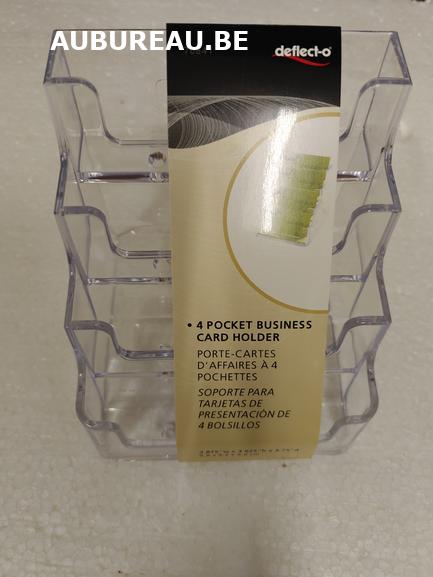 AUBUREAU.BE
deflect-o
• 4 POCKET BUSINESS
CARD HOLDER
PORTE-CARTES
D'AFFAIRES À 4
POCHETTES
SOPORTE PARA
TARJETAS DE
PRESENTACIÓN DE
4 BOLSILLOS